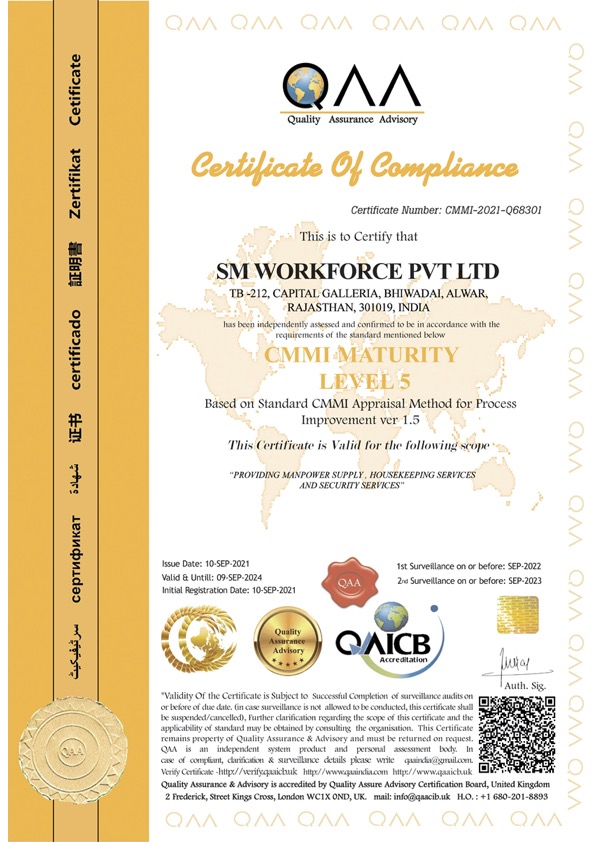 QAA QAA QAA QAA QAA QAA QAA
QAA
Quality Assurance Advisory
Certificate Of Compliance
Certificate Number: CMMI-2021-Q68301
This is to Certify that
SM WORKFORCE PVT LTD
TB -212, CAPITAL GALLERIA, BHIWADAI, ALWAR,
RAJASTHAN, 301019, INDIA
has been independently assessed and confirmed to be in accordance with the
requirements of the standard mentioned below
CMMI MATURITY
LEVEL 5
Based on Standard CMMI Appraisal Method for Process
Improvement ver 1.5
This Certificate is Valid for the following scope
“PROVIDING MANPOWER SUPPLY , HOUSEKEEPING SERVICES
AND SECURITY SERVICES”
Issue Date: 10-SEP-2021
Valid & Untill: 09-SEP-2024
Initial Registration Date: 10-SEP-2021
QAA
1st Surveillance on or before: SEP-2022
2nd Surveillance on or before: SEP-2023
Quality
Assurance
Advisory
QAICB
Accreditation
Auth. Sig.
"Validity Of the Certificate is Subject to Successful Completion of surveillance audits on
or before of due date. (in case surveillance is not allowed to be conducted, this certificate shall
be suspended/cancelled), Further clarification regarding the scope of this certificate and the
applicability of standard may be obtained by consulting the organisation. This Certificate
remains property of Quality Assurance & Advisory and must be returned on request.
QAA is an independent system product and personal assessment body. In
case of compliant, clarification & surveillance details please write qaaindia@gmail.com.
Verify Certificate -http://verify.qaaicb.uk http://www.qaaindia.com http://www.qaaicb.uk
Quality Assurance & Advisory is accredited by Quality Assure Advisory Certification Board, United Kingdom
2 Frederick, Street Kings Cross, London WC1X 0ND, UK. mail: info@qaacib.uk H.O. : +1 680-201-8893
QAA QAA QAA QAA QAA QAA QAA
Cetificate
Zertifikat
証明書
certificado
证书
شهادة
сертификат
سرٹیفیکیٹ
QAA